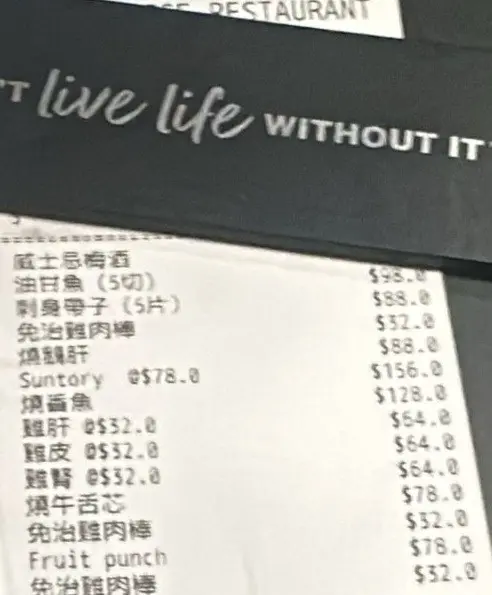 RESTAURANT
'T live life WITHOUT IT
威士忌梅酒
油甘魚 (5切) $98.0
刺身帶子 (5片) $88.0
免治雞肉棒 $32.0
燒鵝肝 $88.0
Suntory @$78.0 $156.0
燒香魚 $128.0
雞肝 @$32.0 $64.0
雞皮 @$32.0 $64.0
雞腎 @$32.0 $64.0
燒牛舌芯 $78.0
免治雞肉棒 $32.0
Fruit punch $78.0
免治雞肉棒 $32.0